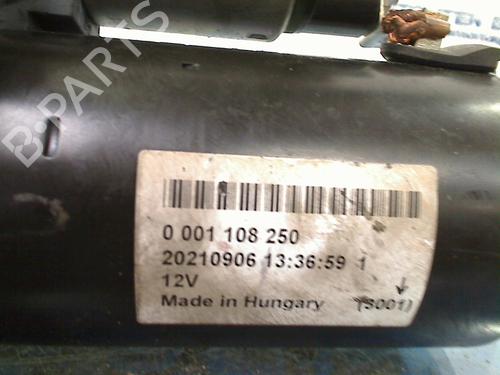 B-PARTS
0 001 108 250
20210906 13:36:59 1
12V
Made in Hungary (S001)